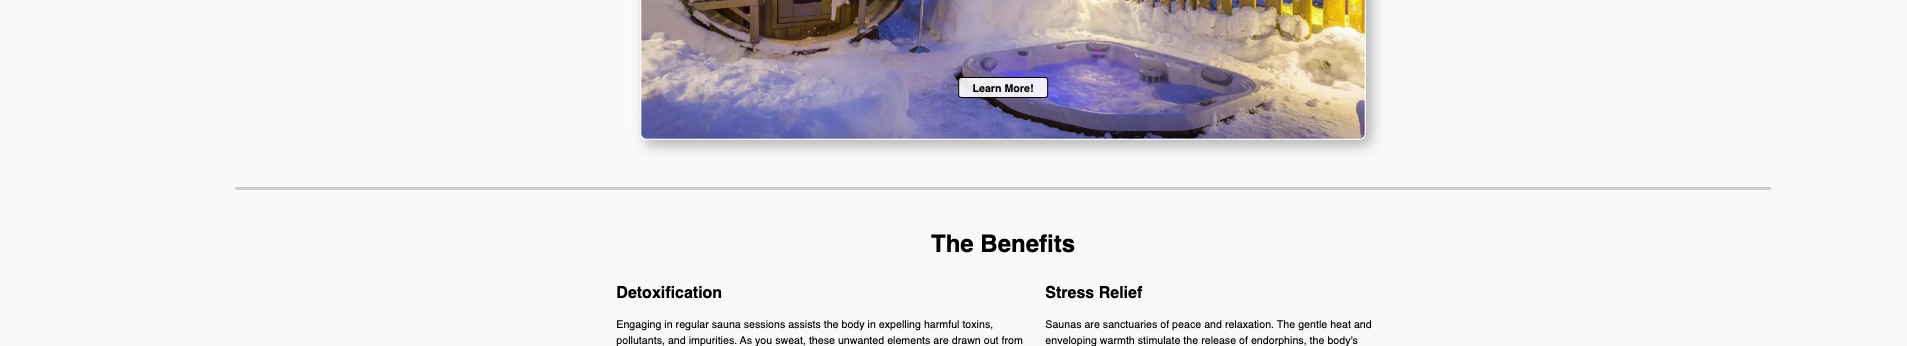 Learn More!
The Benefits
Detoxification
Engaging in regular sauna sessions assists the body in expelling harmful toxins,
pollutants, and impurities. As you sweat, these unwanted elements are drawn out from
Stress Relief
Saunas are sanctuaries of peace and relaxation. The gentle heat and
enveloping warmth stimulate the release of endorphins, the body's